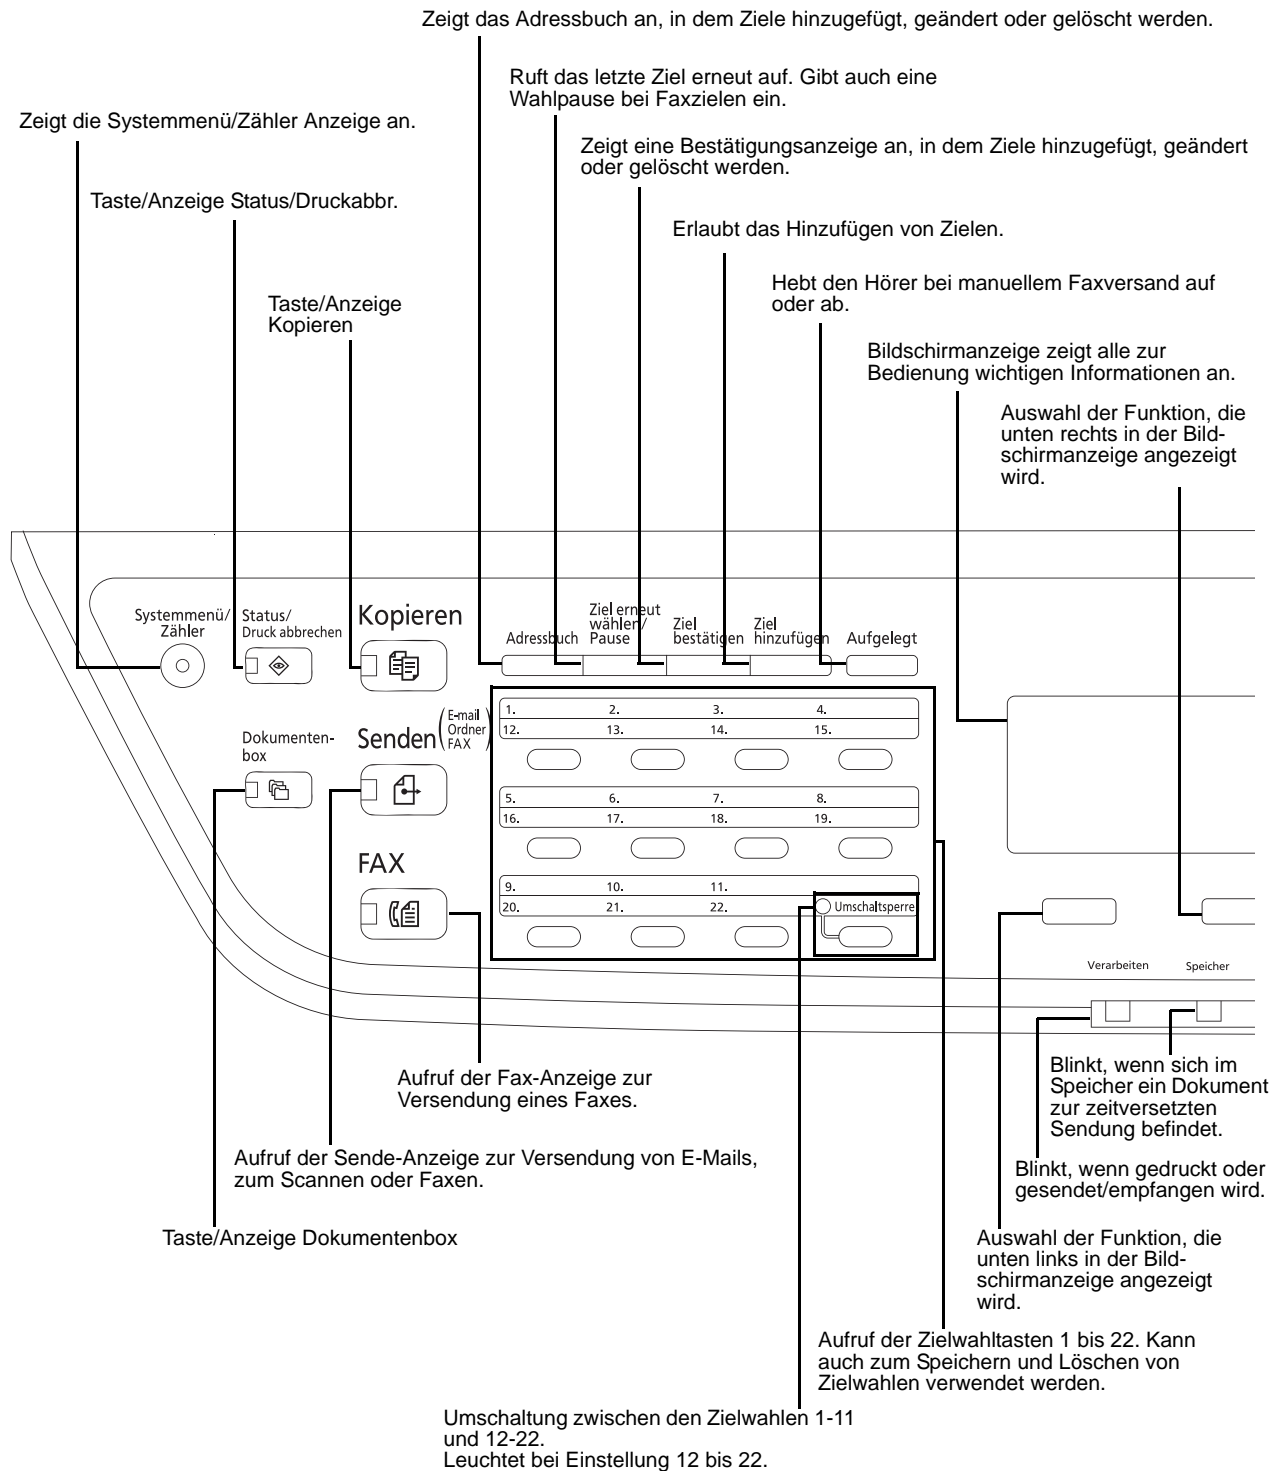 Zeigt das Adressbuch an, in dem Ziele hinzugefügt, geändert oder gelöscht werden.
Ruft das letzte Ziel erneut auf. Gibt auch eine
Wahlpause bei Faxzielen ein.
Zeigt die Systemmenü/Zähler Anzeige an.
Zeigt eine Bestätigungsanzeige an, in dem Ziele hinzugefügt, geändert
oder gelöscht werden.
Taste/Anzeige Status/Druckabbr.
Erlaubt das Hinzufügen von Zielen.
Hebt den Hörer bei manuellem Faxversand auf
oder ab.
Taste/Anzeige
Kopieren
Bildschirmanzeige zeigt alle zur
Bedienung wichtigen Informationen an.
Auswahl der Funktion, die
unten rechts in der Bild-
schirmanzeige angezeigt
wird.
Systemmenü/
Zähler
Status/
Druck abbrechen
Kopieren
Adressbuch
Ziel erneut
wählen/
Pause
Ziel
bestätigen
Ziel
hinzufügen
Aufgelegt
1. 2. 3. 4.
12. 13. 14. 15.
Dokumenten-
box
Senden
(E-mail
Ordner
FAX)
5. 6. 7. 8.
16. 17. 18. 19.
FAX
9. 10. 11.
20. 21. 22.
Umschaltsperre
Verarbeiten Speicher
Aufruf der Fax-Anzeige zur
Versendung eines Faxes.
Blinkt, wenn sich im
Speicher ein Dokument
zur zeitversetzten
Sendung befindet.
Aufruf der Sende-Anzeige zur Versendung von E-Mails,
zum Scannen oder Faxen.
Blinkt, wenn gedruckt oder
gesendet/empfangen wird.
Taste/Anzeige Dokumentenbox
Auswahl der Funktion, die
unten links in der Bild-
schirmanzeige angezeigt
wird.
Aufruf der Zielwahltasten 1 bis 22. Kann
auch zum Speichern und Löschen von
Zielwahlen verwendet werden.
Umschaltung zwischen den Zielwahlen 1-11
und 12-22.
Leuchtet bei Einstellung 12 bis 22.